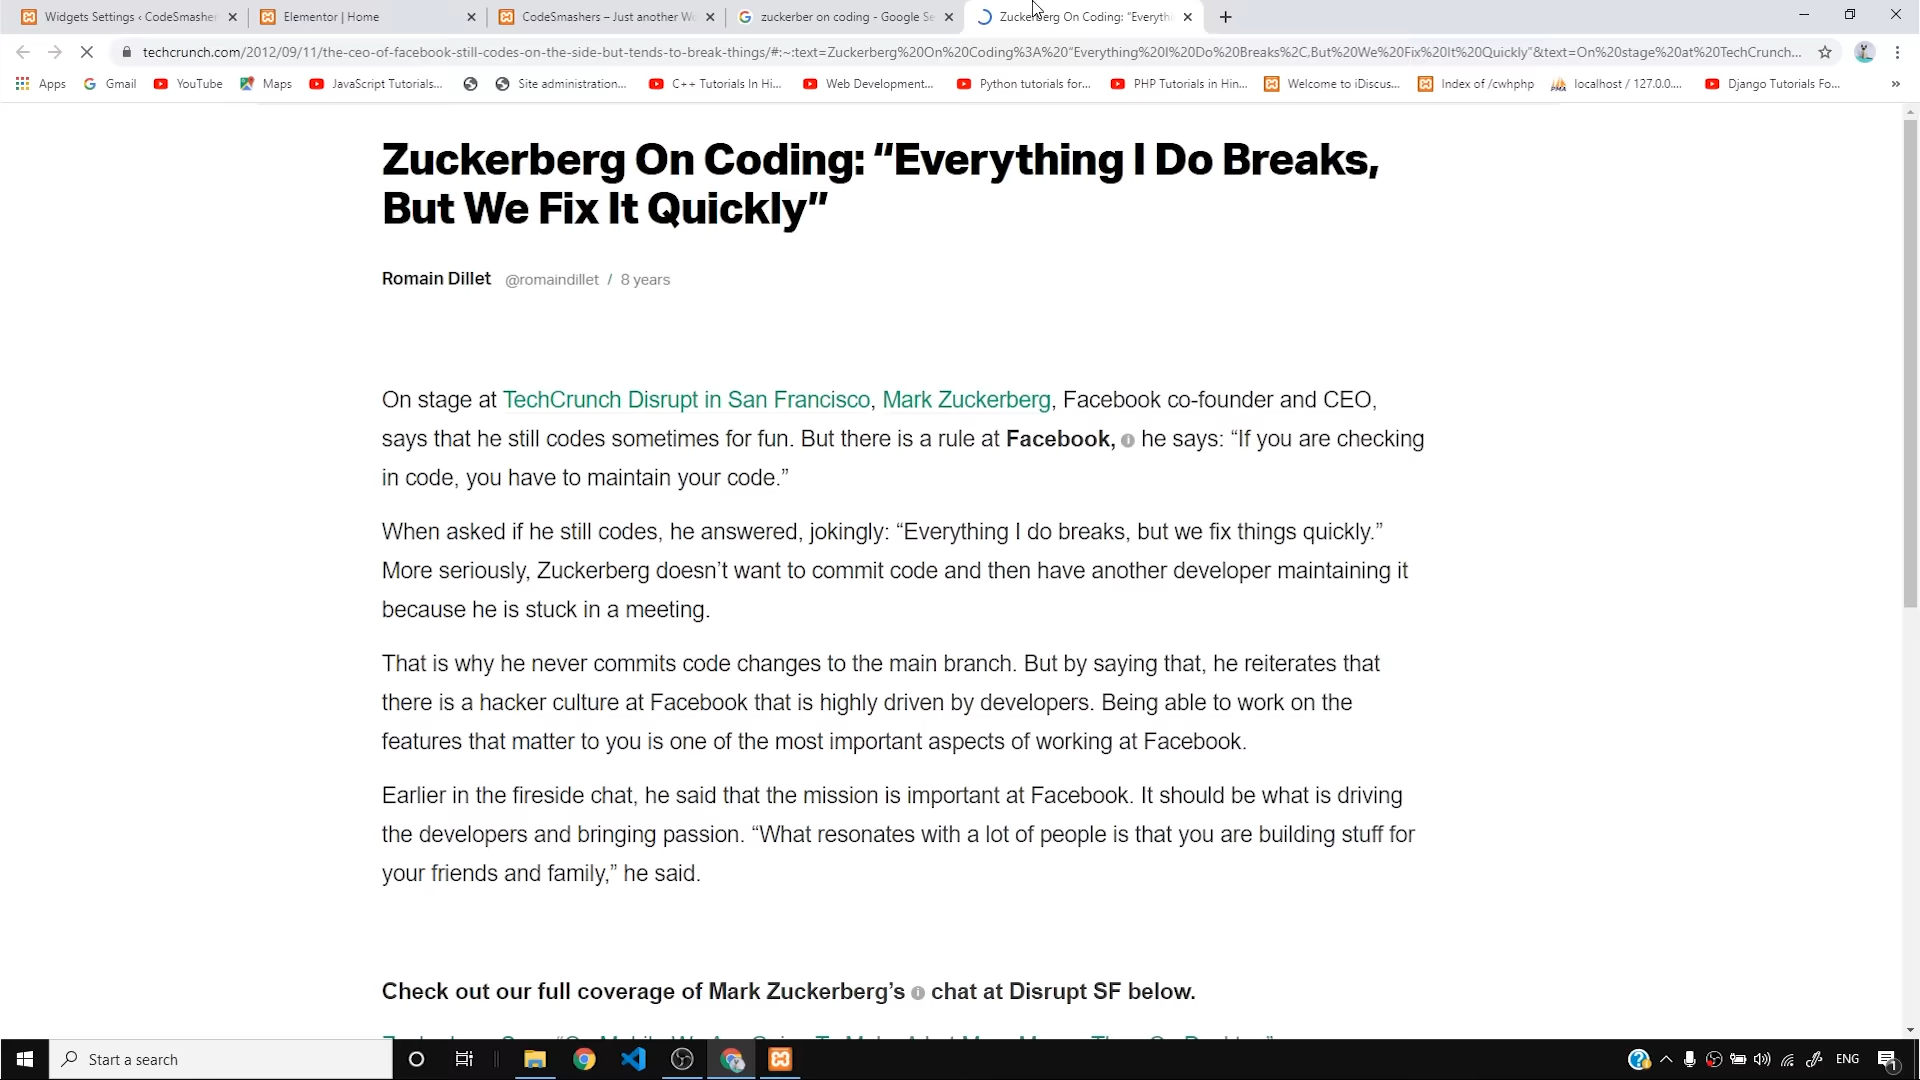 Widgets Settings ‹ CodeSmasher
Elementor | Home
CodeSmashers – Just another Wo
zuckerber on coding - Google Se
Zuckerberg On Coding: “Everythi
techcrunch.com/2012/09/11/the-ceo-of-facebook-still-codes-on-the-side-but-tends-to-break-things/#:~:text=Zuckerberg%20On%20Coding%3A%20“Everything%20I%20Do%20Breaks%2C,But%20We%20Fix%20It%20Quickly”&text=On%20stage%20at%20TechCrunch...
Apps
Gmail
YouTube
Maps
JavaScript Tutorials...
Site administration...
C++ Tutorials In Hi...
Web Development...
Python tutorials for...
PHP Tutorials in Hin...
Welcome to iDiscus...
Index of /cwhphp
localhost / 127.0.0....
Django Tutorials Fo...
»
Zuckerberg On Coding: “Everything I Do Breaks,
But We Fix It Quickly”
Romain Dillet @romaindillet / 8 years
On stage at TechCrunch Disrupt in San Francisco, Mark Zuckerberg, Facebook co-founder and CEO,
says that he still codes sometimes for fun. But there is a rule at Facebook, he says: “If you are checking
in code, you have to maintain your code.”
When asked if he still codes, he answered, jokingly: “Everything I do breaks, but we fix things quickly.”
More seriously, Zuckerberg doesn’t want to commit code and then have another developer maintaining it
because he is stuck in a meeting.
That is why he never commits code changes to the main branch. But by saying that, he reiterates that
there is a hacker culture at Facebook that is highly driven by developers. Being able to work on the
features that matter to you is one of the most important aspects of working at Facebook.
Earlier in the fireside chat, he said that the mission is important at Facebook. It should be what is driving
the developers and bringing passion. “What resonates with a lot of people is that you are building stuff for
your friends and family,” he said.
Check out our full coverage of Mark Zuckerberg’s chat at Disrupt SF below.
Start a search
ENG
1